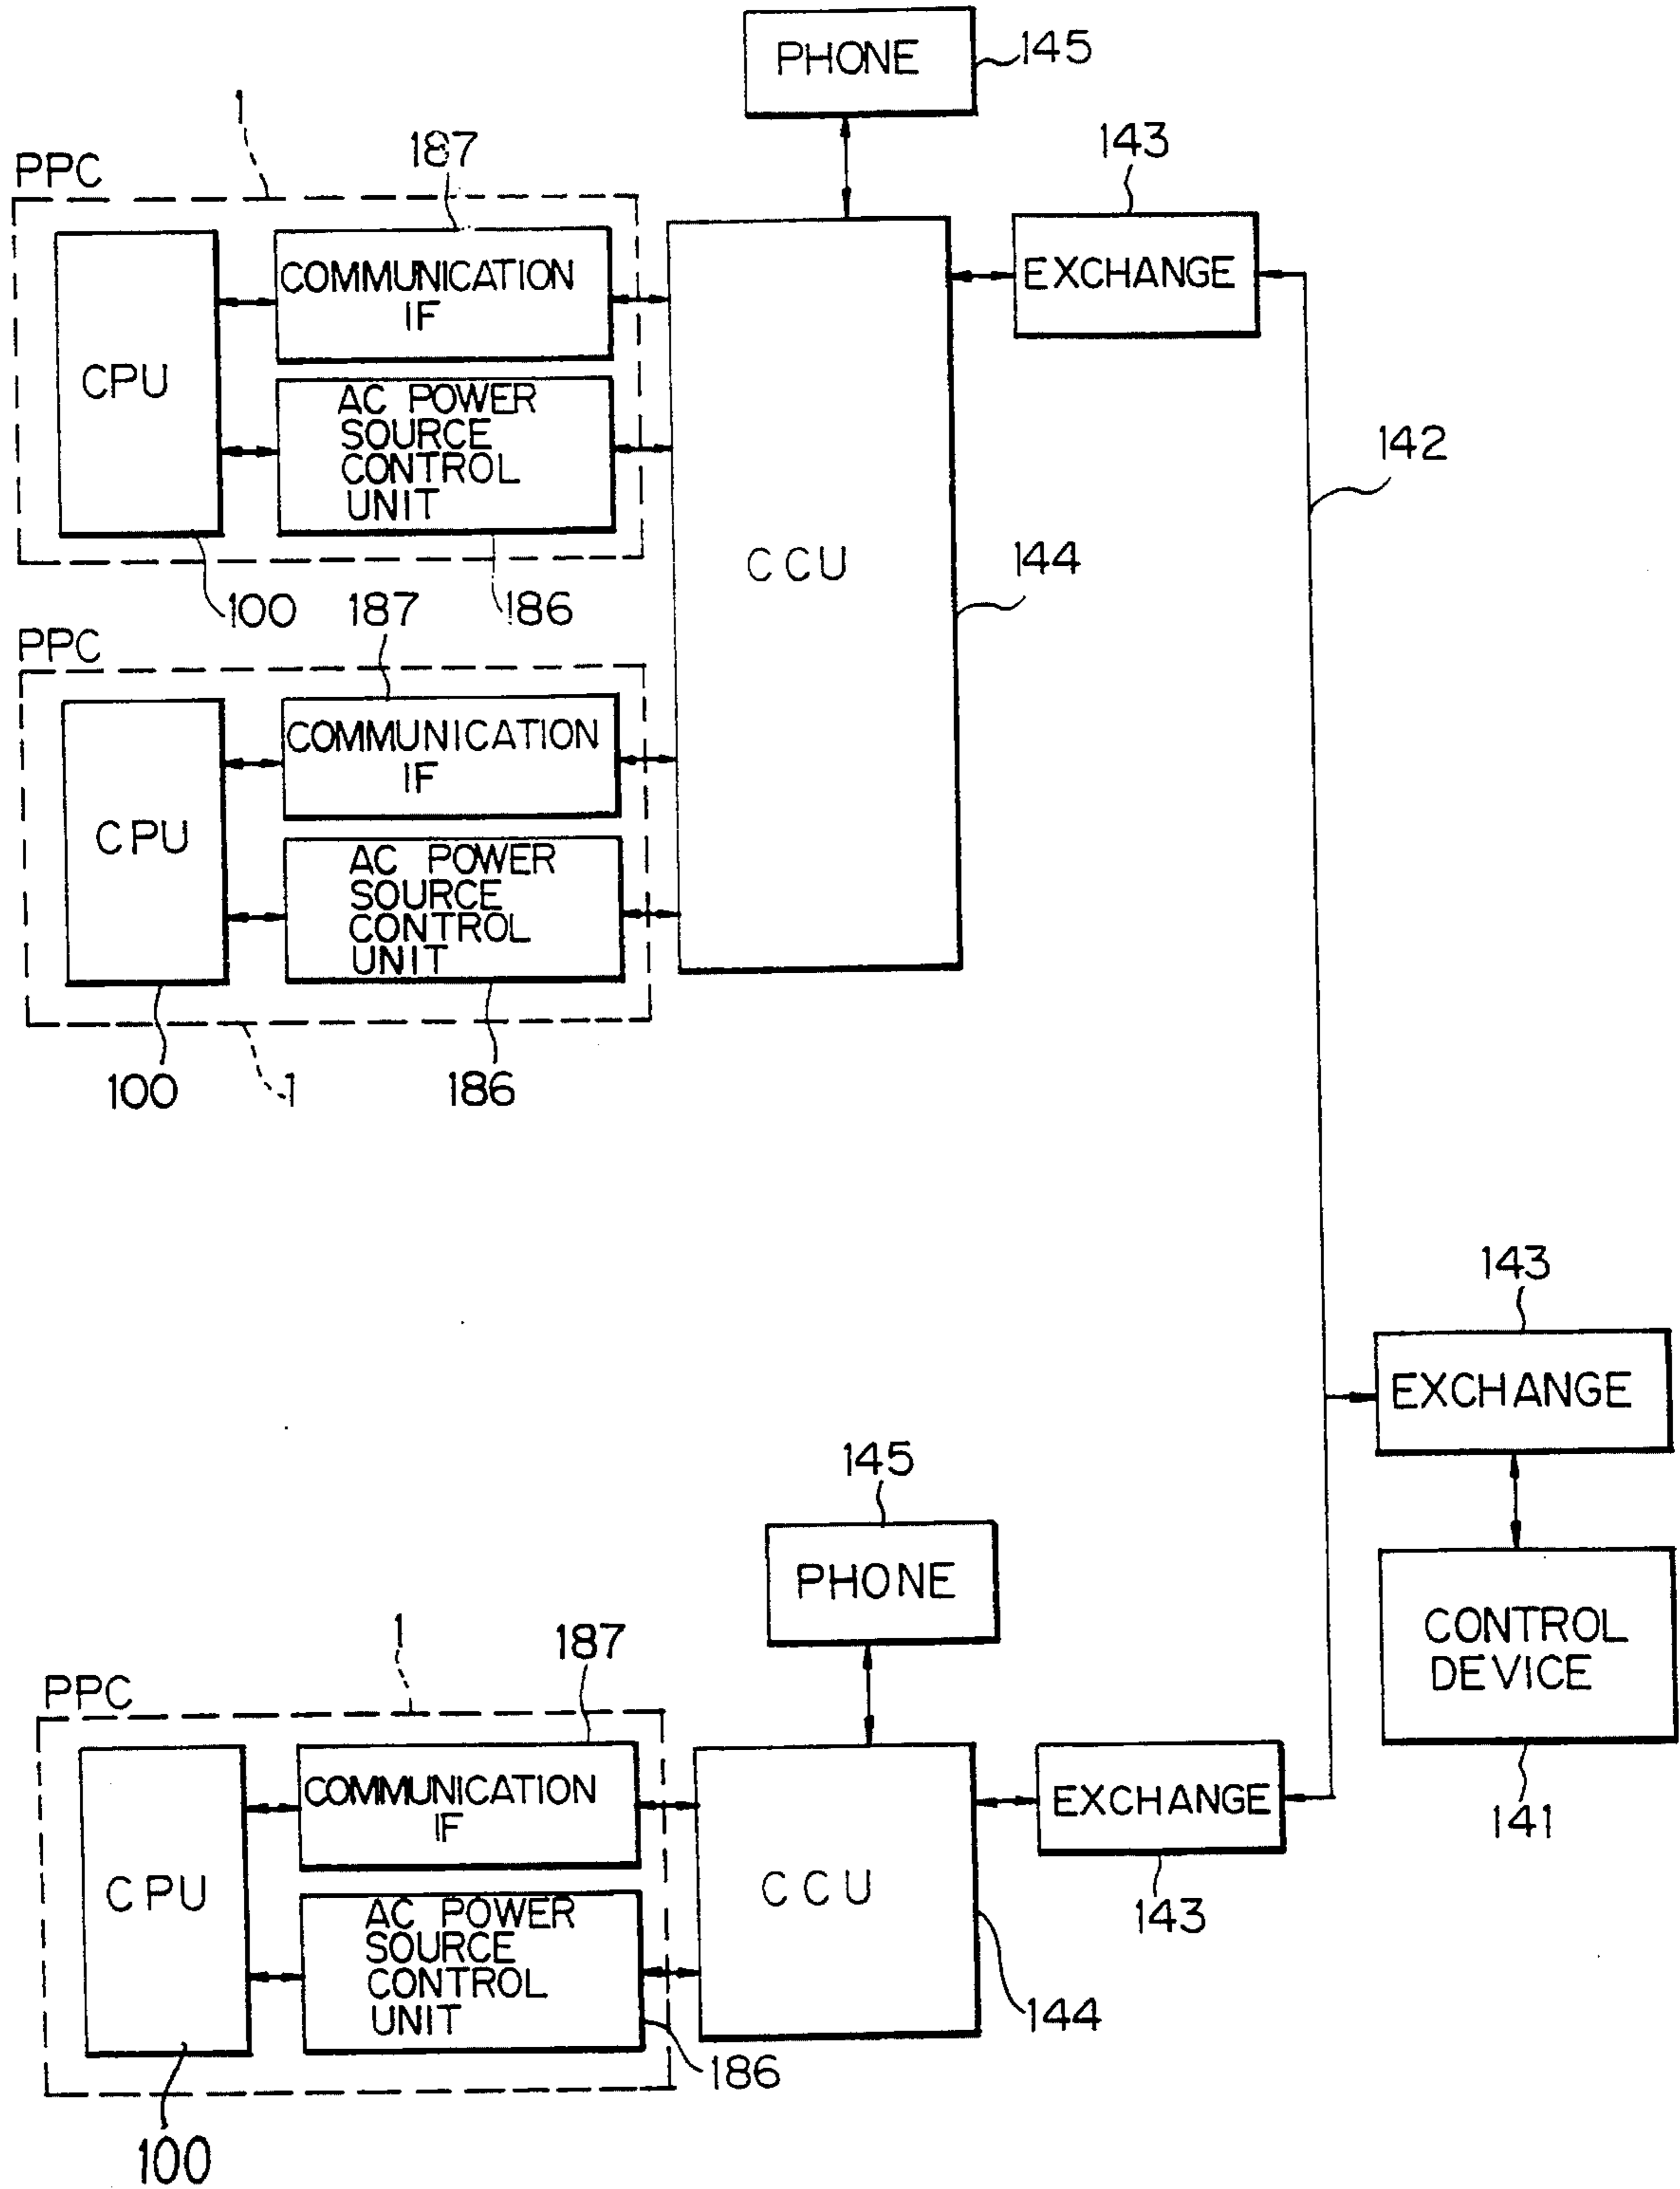 PHONE
145
1
187
143
PPC
COMMUNICATION
IF
EXCHANGE
CPU
AC POWER
SOURCE
CONTROL
UNIT
142
CCU
144
100
187
186
PPC
COMMUNICATION
IF
CPU
AC POWER
SOURCE
CONTROL
UNIT
100
1
186
143
EXCHANGE
145
PHONE
CONTROL
DEVICE
1
187
PPC
COMMUNICATION
IF
EXCHANGE
141
CPU
CCU
AC POWER
SOURCE
CONTROL
UNIT
143
144
186
100